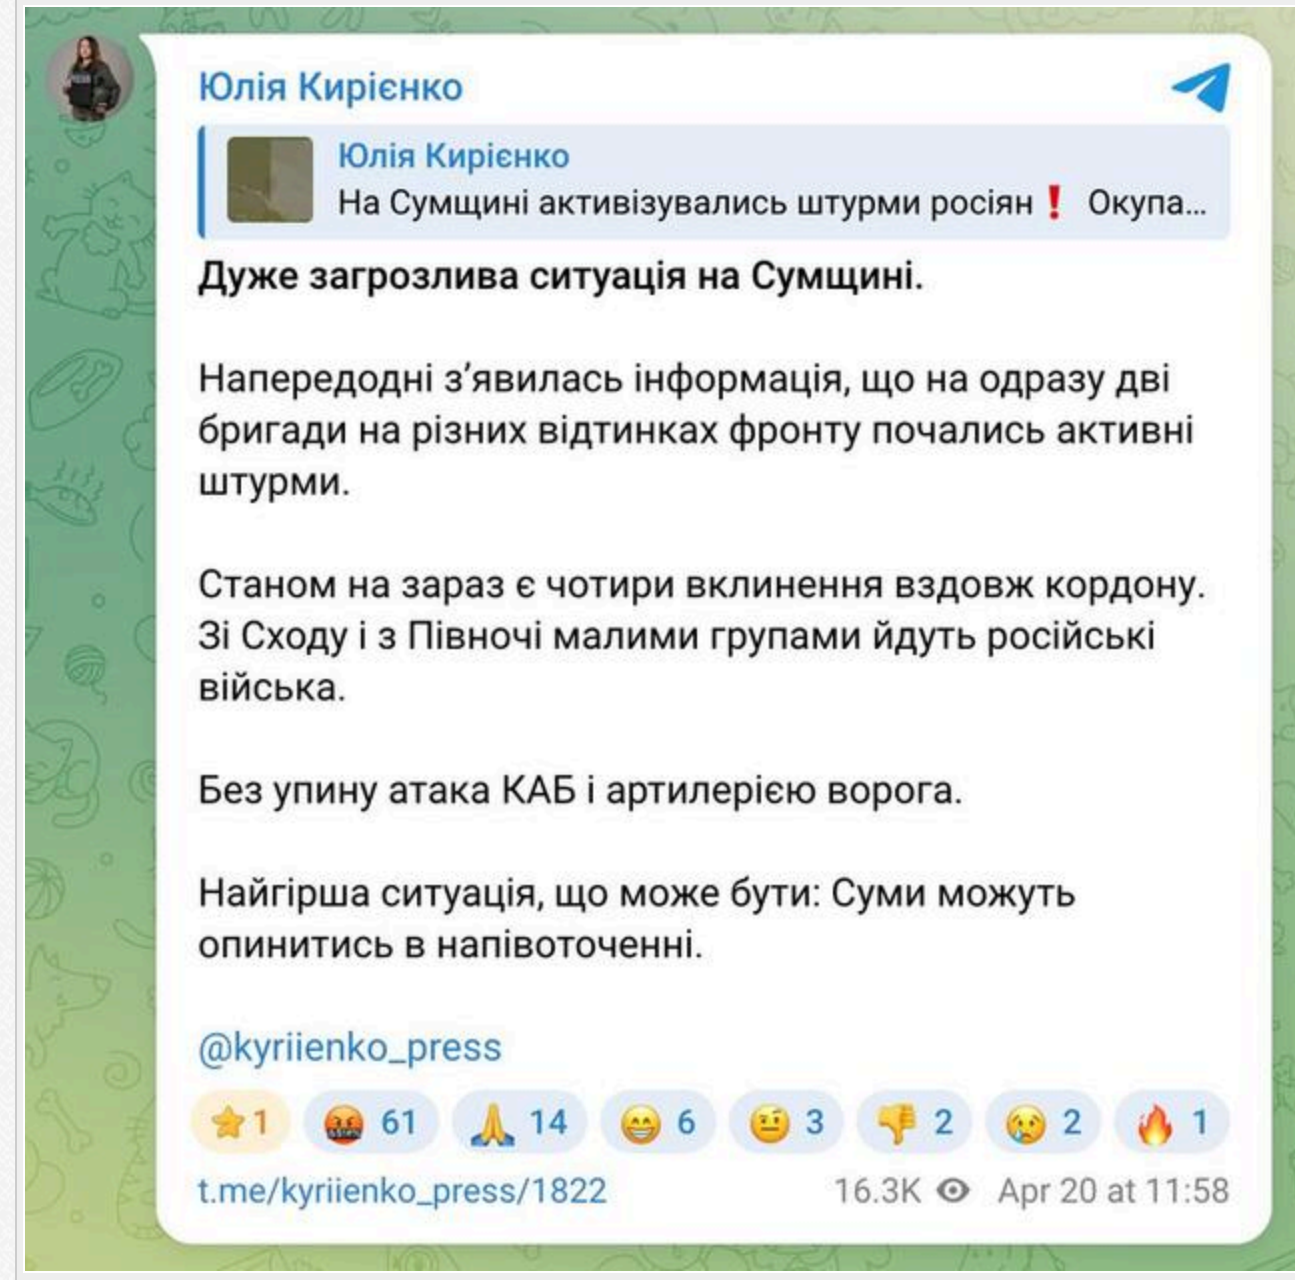 Юлія Кирієнко
Юлія Кирієнко
На Сумщині активізувались штурми росіян❗ Окупа...
Дуже загрозлива ситуація на Сумщині.
Напередодні з’явилась інформація, що на одразу дві
бригади на різних відтинках фронту почались активні
штурми.
Станом на зараз є чотири вклинення вздовж кордону.
Зі Сходу і з Півночі малими групами йдуть російські
війська.
Без упину атака КАБ і артилерією ворога.
Найгірша ситуація, що може бути: Суми можуть
опинитись в напівоточенні.
@kyriienko_press
⭐1 🤬 61 🙏 14 😁 6 🤨 3 👎 2 😢 2 🔥 1
t.me/kyriienko_press/1822 16.3K Apr 20 at 11:58